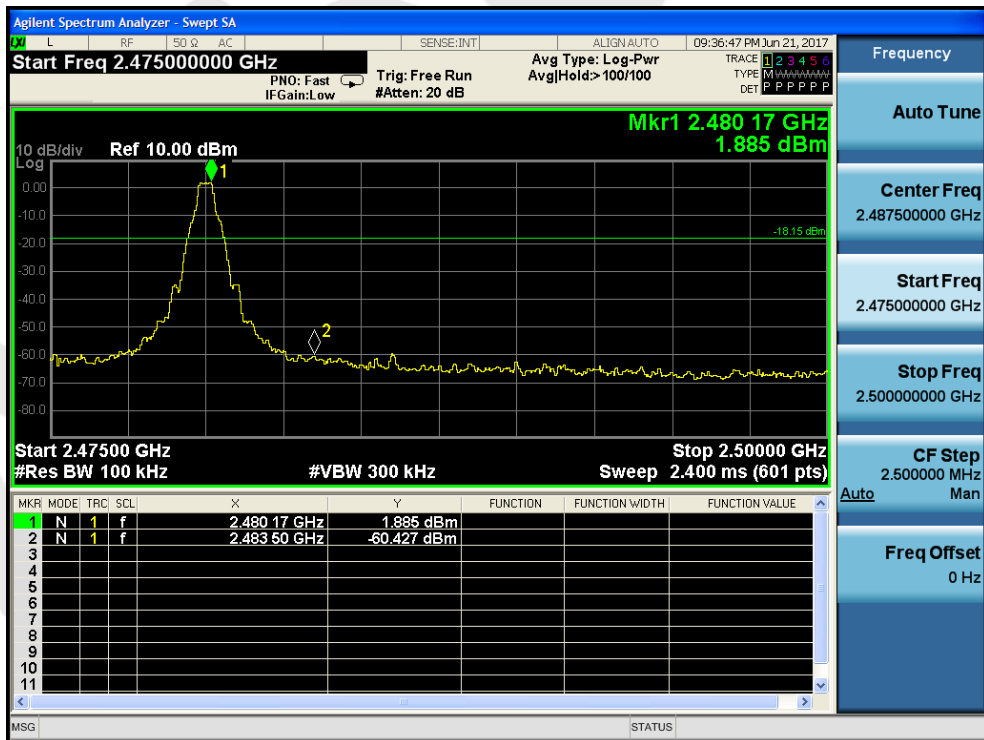 Agilent Spectrum Analyzer - Swept SA
LXI L RF 50 Ω AC SENSE:INT ALIGNAUTO 09:36:47 PM Jun 21, 2017
Start Freq 2.475000000 GHz
PNO: Fast
IFGain:Low
Trig: Free Run
#Atten: 20 dB
Avg Type: Log-Pwr
Avg|Hold:> 100/100
TRACE 1 2 3 4 5 6
TYPE M
DET P P P P P P
Mkr1 2.480 17 GHz
1.885 dBm
10 dB/div Ref 10.00 dBm
Log
1
0.00
-10.0
-18.15 dBm
-20.0
-30.0
-40.0
-50.0
2
-60.0
-70.0
-80.0
Start 2.47500 GHz Stop 2.50000 GHz
#Res BW 100 kHz #VBW 300 kHz Sweep 2.400 ms (601 pts)
MKR MODE TRC SCL X Y FUNCTION FUNCTION WIDTH FUNCTION VALUE
1 N 1 f 2.480 17 GHz 1.885 dBm
2 N 1 f 2.483 50 GHz -60.427 dBm
3
4
5
6
7
8
9
10
11
MSG STATUS
Frequency
Auto Tune
Center Freq
2.487500000 GHz
Start Freq
2.475000000 GHz
Stop Freq
2.500000000 GHz
CF Step
2.500000 MHz
Auto Man
Freq Offset
0 Hz